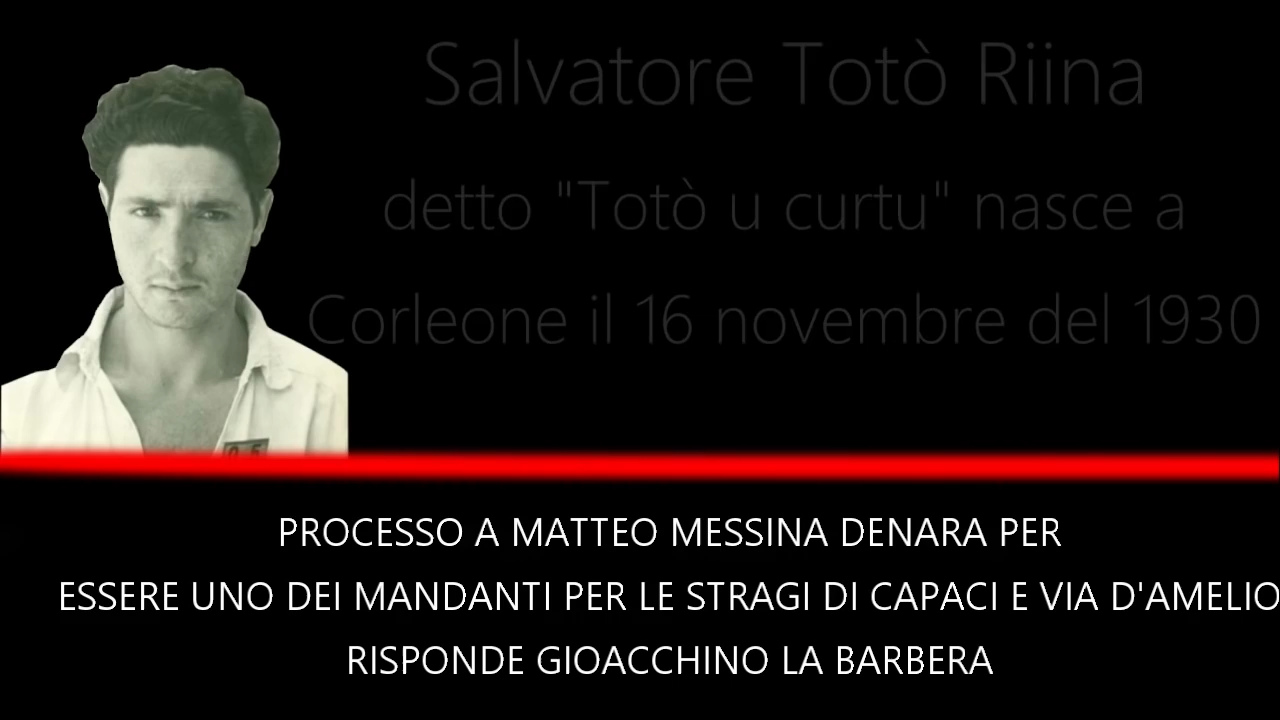 Salvatore Totò Riina
detto "Totò u curtu" nasce a
Corleone il 16 novembre del 1930
PROCESSO A MATTEO MESSINA DENARA PER
ESSERE UNO DEI MANDANTI PER LE STRAGI DI CAPACI E VIA D'AMELIO
RISPONDE GIOACCHINO LA BARBERA